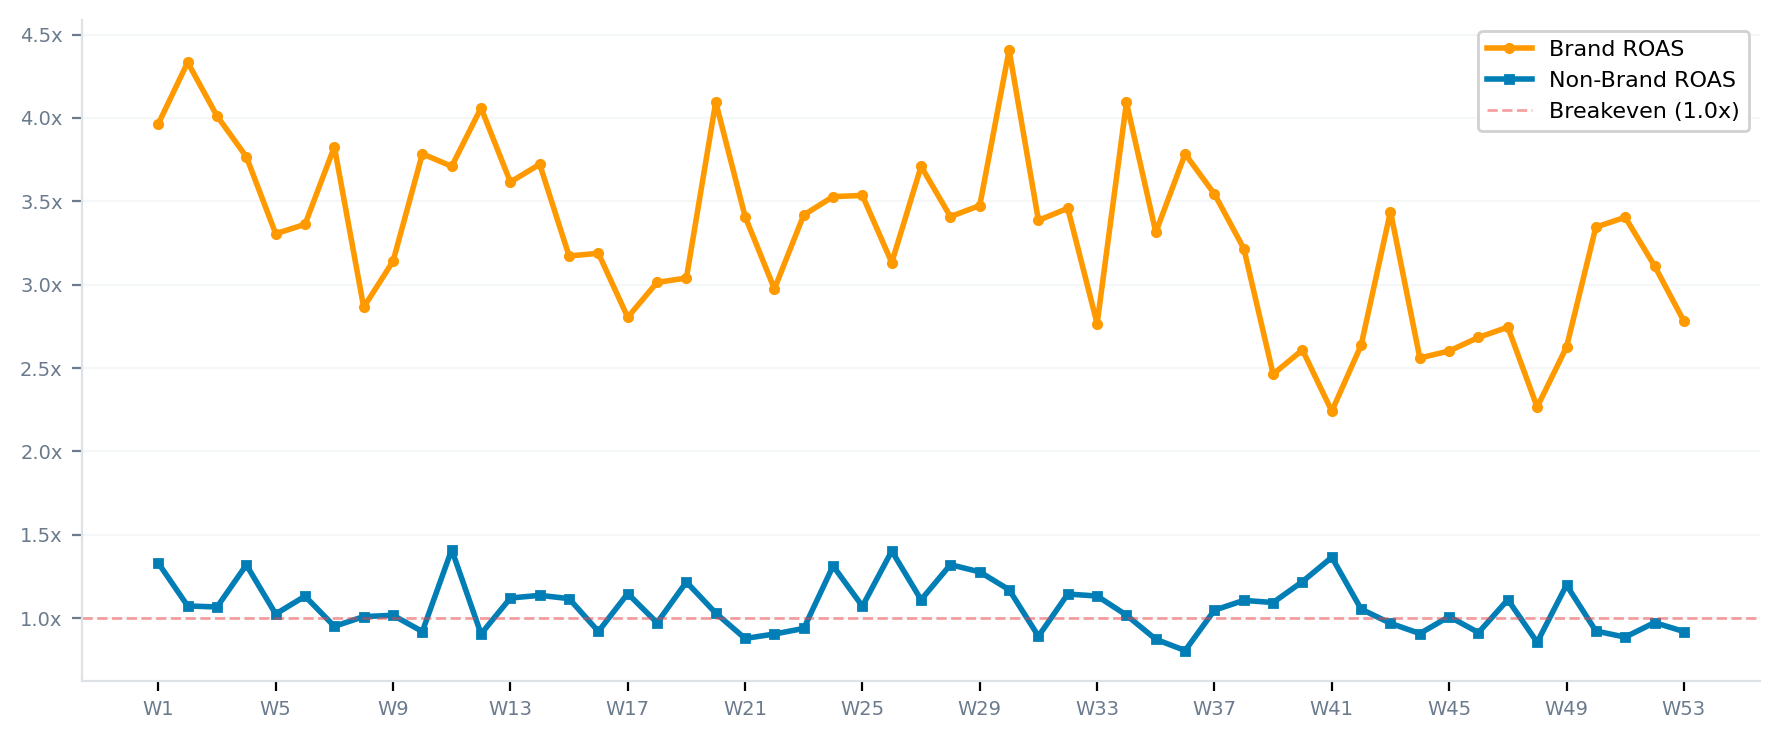 4.5x
4.0x
3.5x
3.0x
2.5x
2.0x
1.5x
1.0x
Brand ROAS
Non-Brand ROAS
Breakeven (1.0x)
W1 W5 W9 W13 W17 W21 W25 W29 W33 W37 W41 W45 W49 W53